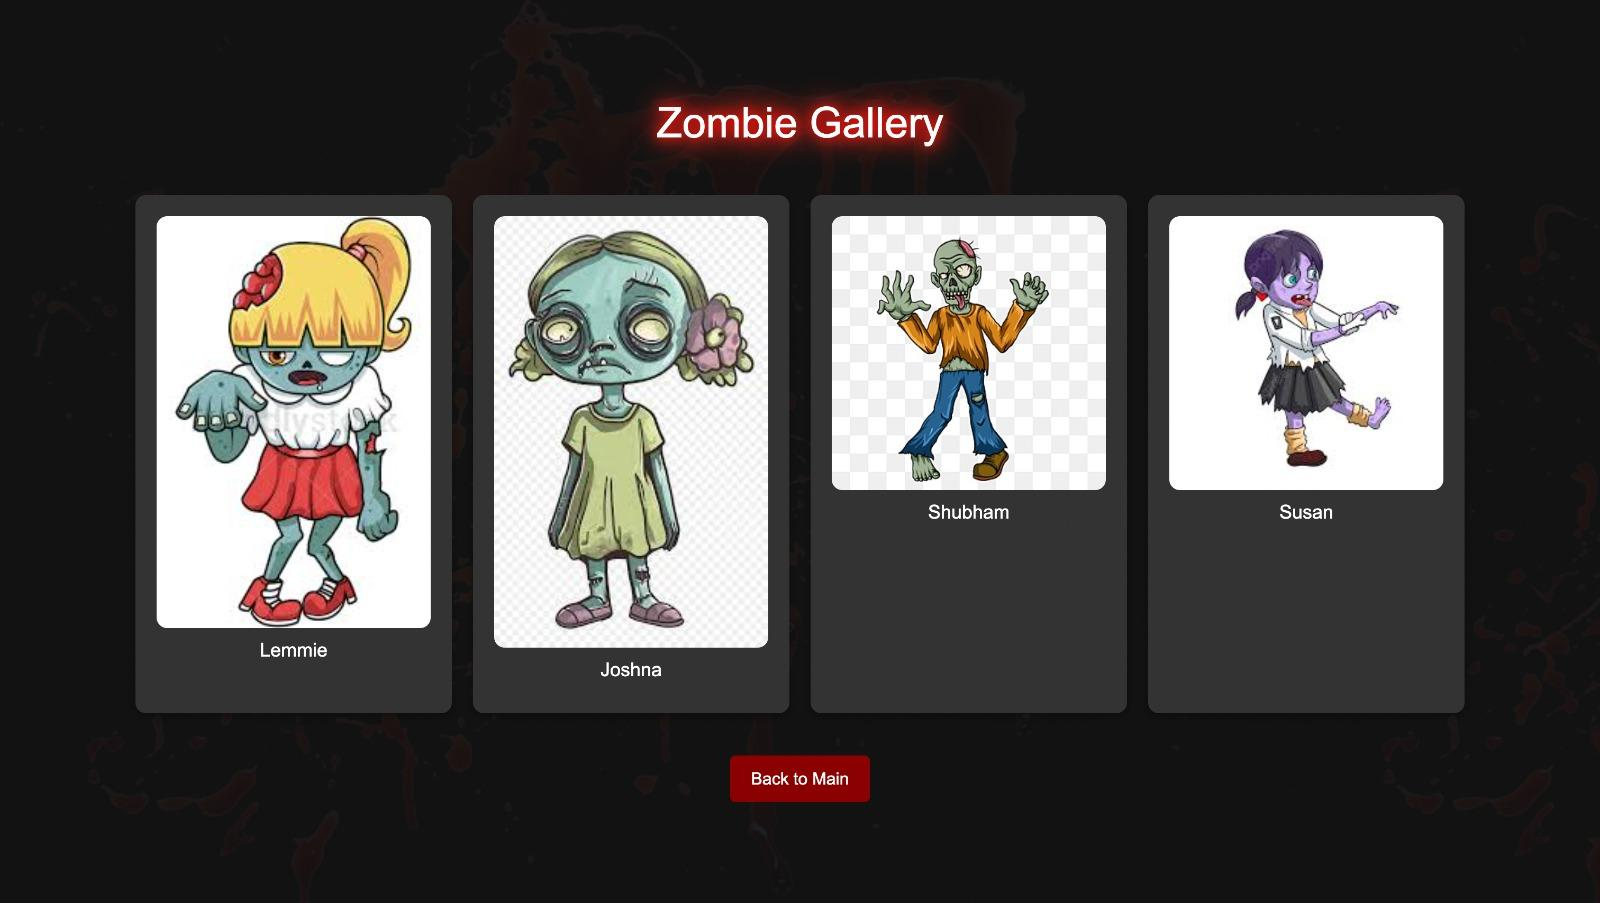 Zombie Gallery
Lemmie
Joshna
Shubham
Susan
Back to Main